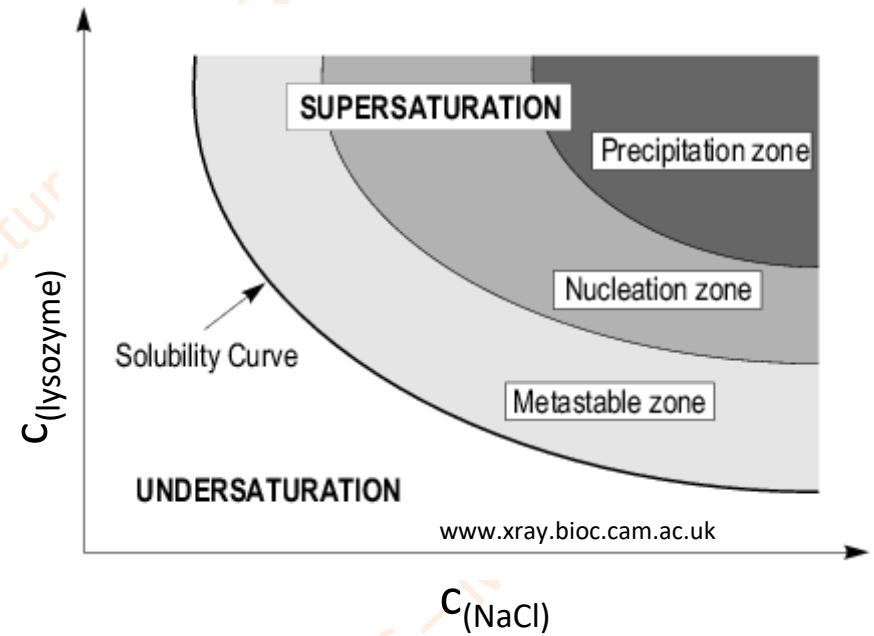 SUPERSATURATION
Precipitation zone
Nucleation zone
Solubility Curve
Metastable zone
UNDERSATURATION
www.xray.bioc.cam.ac.uk
C(lysozyme)
C(NaCl)